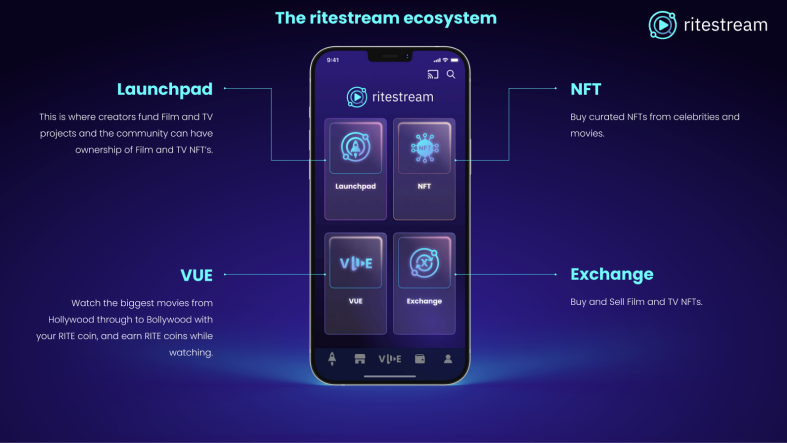 The ritestream ecosystem
ritestream
Launchpad
This is where creators fund Film and TV
projects and the community can have
ownership of Film and TV NFT's.
NFT
Buy curated NFTs from celebrities and
movies.
9:41
ritestream
Launchpad
NFT
NFT
VUE
VUE
Exchange
VUE
Watch the biggest movies from
Hollywood through to Bollywood with
your RITE coin, and earn RITE coins while
watching.
Exchange
Buy and Sell Film and TV NFTs.
VUE